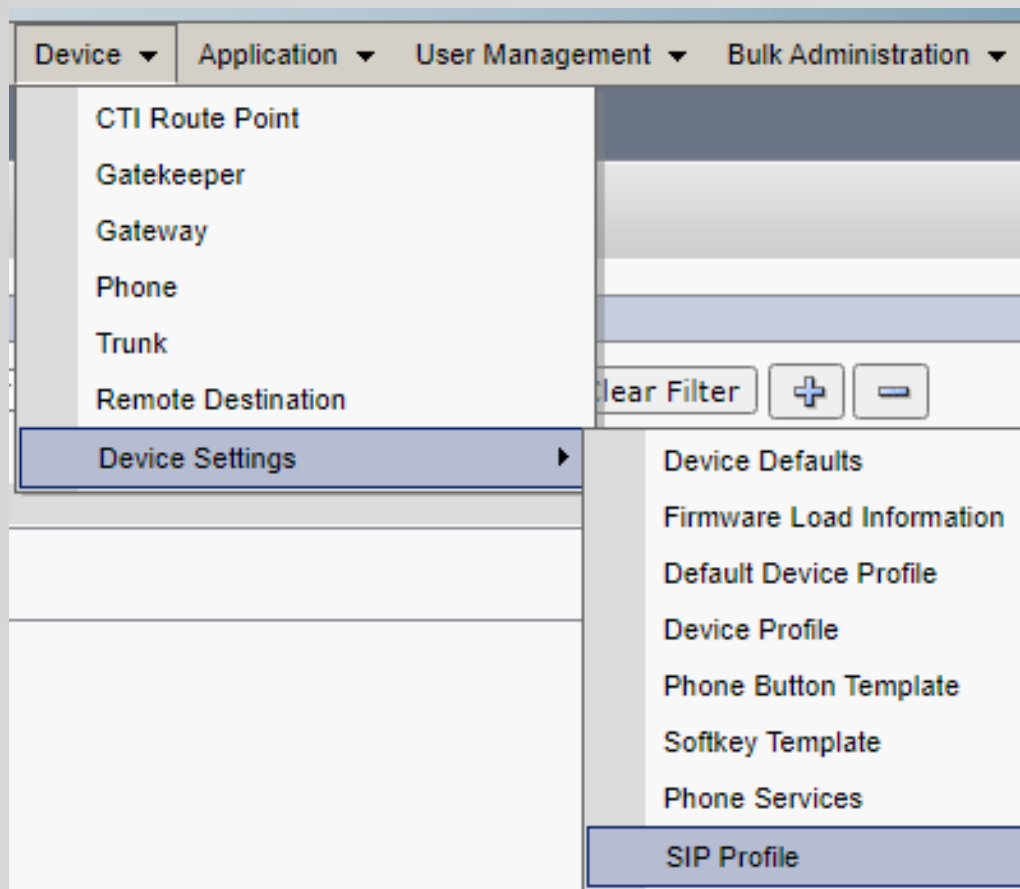 Device Application User Management Bulk Administration
CTI Route Point
Gatekeeper
Gateway
Phone
Trunk
Remote Destination
Filter
Device Settings
Device Defaults
Firmware Load Information
Default Device Profile
Device Profile
Phone Button Template
Softkey Template
Phone Services
SIP Profile